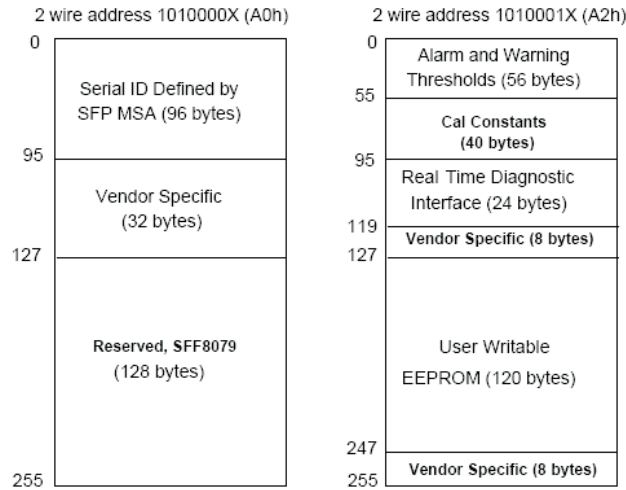 2 wire address 1010000X (A0h)
0
Serial ID Defined by
SFP MSA (96 bytes)
95
Vendor Specific
(32 bytes)
127
Reserved, SFF8079
(128 bytes)
255
2 wire address 1010001X (A2h)
0
Alarm and Warning
Thresholds (56 bytes)
55
Cal Constants
(40 bytes)
95
Real Time Diagnostic
Interface (24 bytes)
119
Vendor Specific (8 bytes)
127
User Writable
EEPROM (120 bytes)
247
Vendor Specific (8 bytes)
255